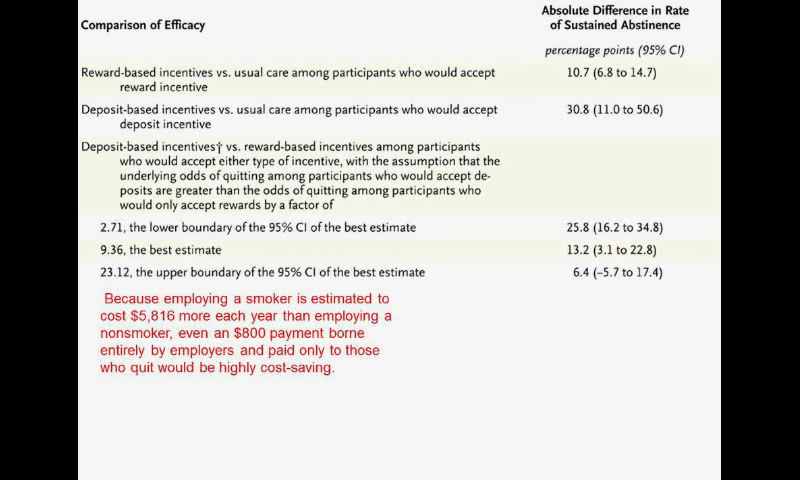 Comparison of Efficacy
Absolute Difference in Rate
of Sustained Abstinence
percentage points (95% CI)
Reward-based incentives vs. usual care among participants who would accept
reward incentive
10.7 (6.8 to 14.7)
Deposit-based incentives vs. usual care among participants who would accept
deposit incentive
30.8 (11.0 to 50.6)
Deposit-based incentives† vs. reward-based incentives among participants
who would accept either type of incentive, with the assumption that the
underlying odds of quitting among participants who would accept de-
posits are greater than the odds of quitting among participants who
would only accept rewards by a factor of
2.71, the lower boundary of the 95% CI of the best estimate
25.8 (16.2 to 34.8)
9.36, the best estimate
13.2 (3.1 to 22.8)
23.12, the upper boundary of the 95% CI of the best estimate
6.4 (–5.7 to 17.4)
Because employing a smoker is estimated to
cost $5,816 more each year than employing a
nonsmoker, even an $800 payment borne
entirely by employers and paid only to those
who quit would be highly cost-saving.